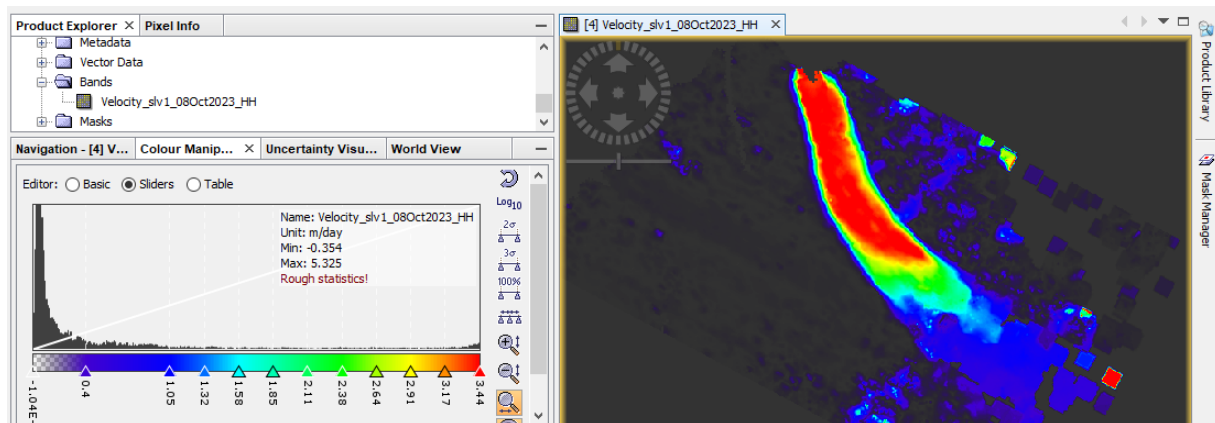 Product Explorer × Pixel Info
Metadata
Vector Data
Bands
Velocity_slv1_08Oct2023_HH
Masks
Navigation - [4] V... Colour Manip... × Uncertainty Visu... World View
Editor: Basic Sliders Table
Name: Velocity_slv1_08Oct2023_HH
Unit: m/day
Min: -0.354
Max: 5.325
Rough statistics!
Log10
2σ
3σ
100%
-1.04E-
0.4
1.05
1.32
1.58
1.85
2.11
2.38
2.64
2.91
3.17
3.44
[4] Velocity_slv1_08Oct2023_HH ×
Product Library
Mask Manager